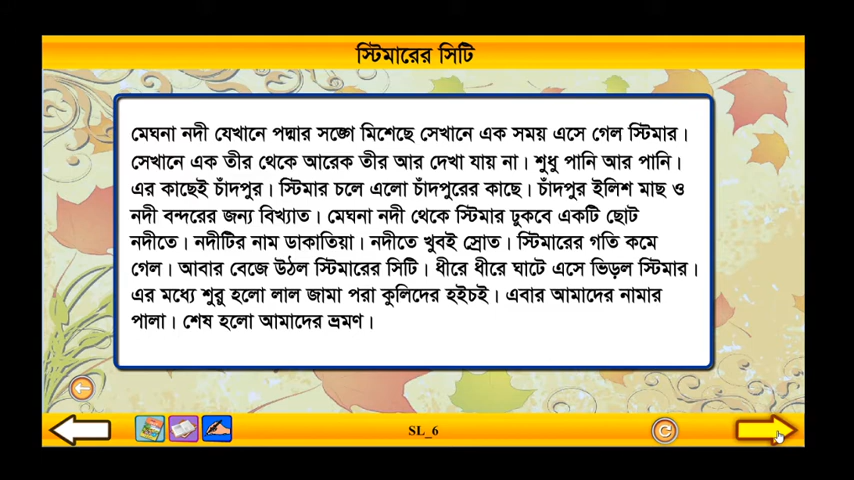 স্টিমারের সিটি
মেঘনা নদী যেখানে পদ্মার সঙ্গে মিশেছে সেখানে এক সময় এসে গেল স্টিমার।
সেখানে এক তীর থেকে আরেক তীর আর দেখা যায় না। শুধু পানি আর পানি।
এর কাছেই চাঁদপুর। স্টিমার চলে এলো চাঁদপুরের কাছে। চাঁদপুর ইলিশ মাছ ও
নদী বন্দরের জন্য বিখ্যাত। মেঘনা নদী থেকে স্টিমার ঢুকবে একটি ছোট
নদীতে। নদীটির নাম ডাকাতিয়া। নদীতে খুবই স্রোত। স্টিমারের গতি কমে
গেল। আবার বেজে উঠল স্টিমারের সিটি। ধীরে ধীরে ঘাটে এসে ভিড়ল স্টিমার।
এর মধ্যে শুরু হলো লাল জামা পরা কুলিদের হইচই। এবার আমাদের নামার
পালা। শেষ হলো আমাদের ভ্রমণ।
SL_6